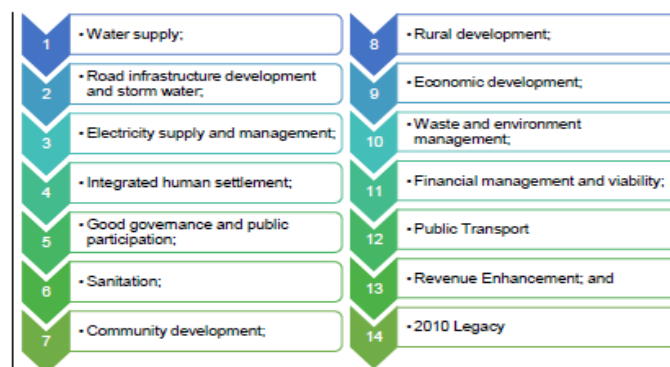 1
• Water supply;
2
• Road infrastructure development
and storm water;
3
• Electricity supply and management;
4
• Integrated human settlement;
5
• Good governance and public
participation;
6
• Sanitation;
7
• Community development;
8
• Rural development;
9
• Economic development;
10
• Waste and environment
management;
11
• Financial management and viability;
12
• Public Transport
13
• Revenue Enhancement; and
14
• 2010 Legacy